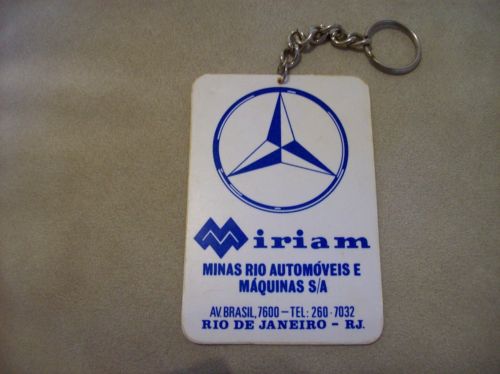 Miriam
MINAS RIO AUTOMÓVEIS E
MÁQUINAS S/A
AV. BRASIL, 7600 - TEL: 260-7032
RIO DE JANEIRO - RJ.